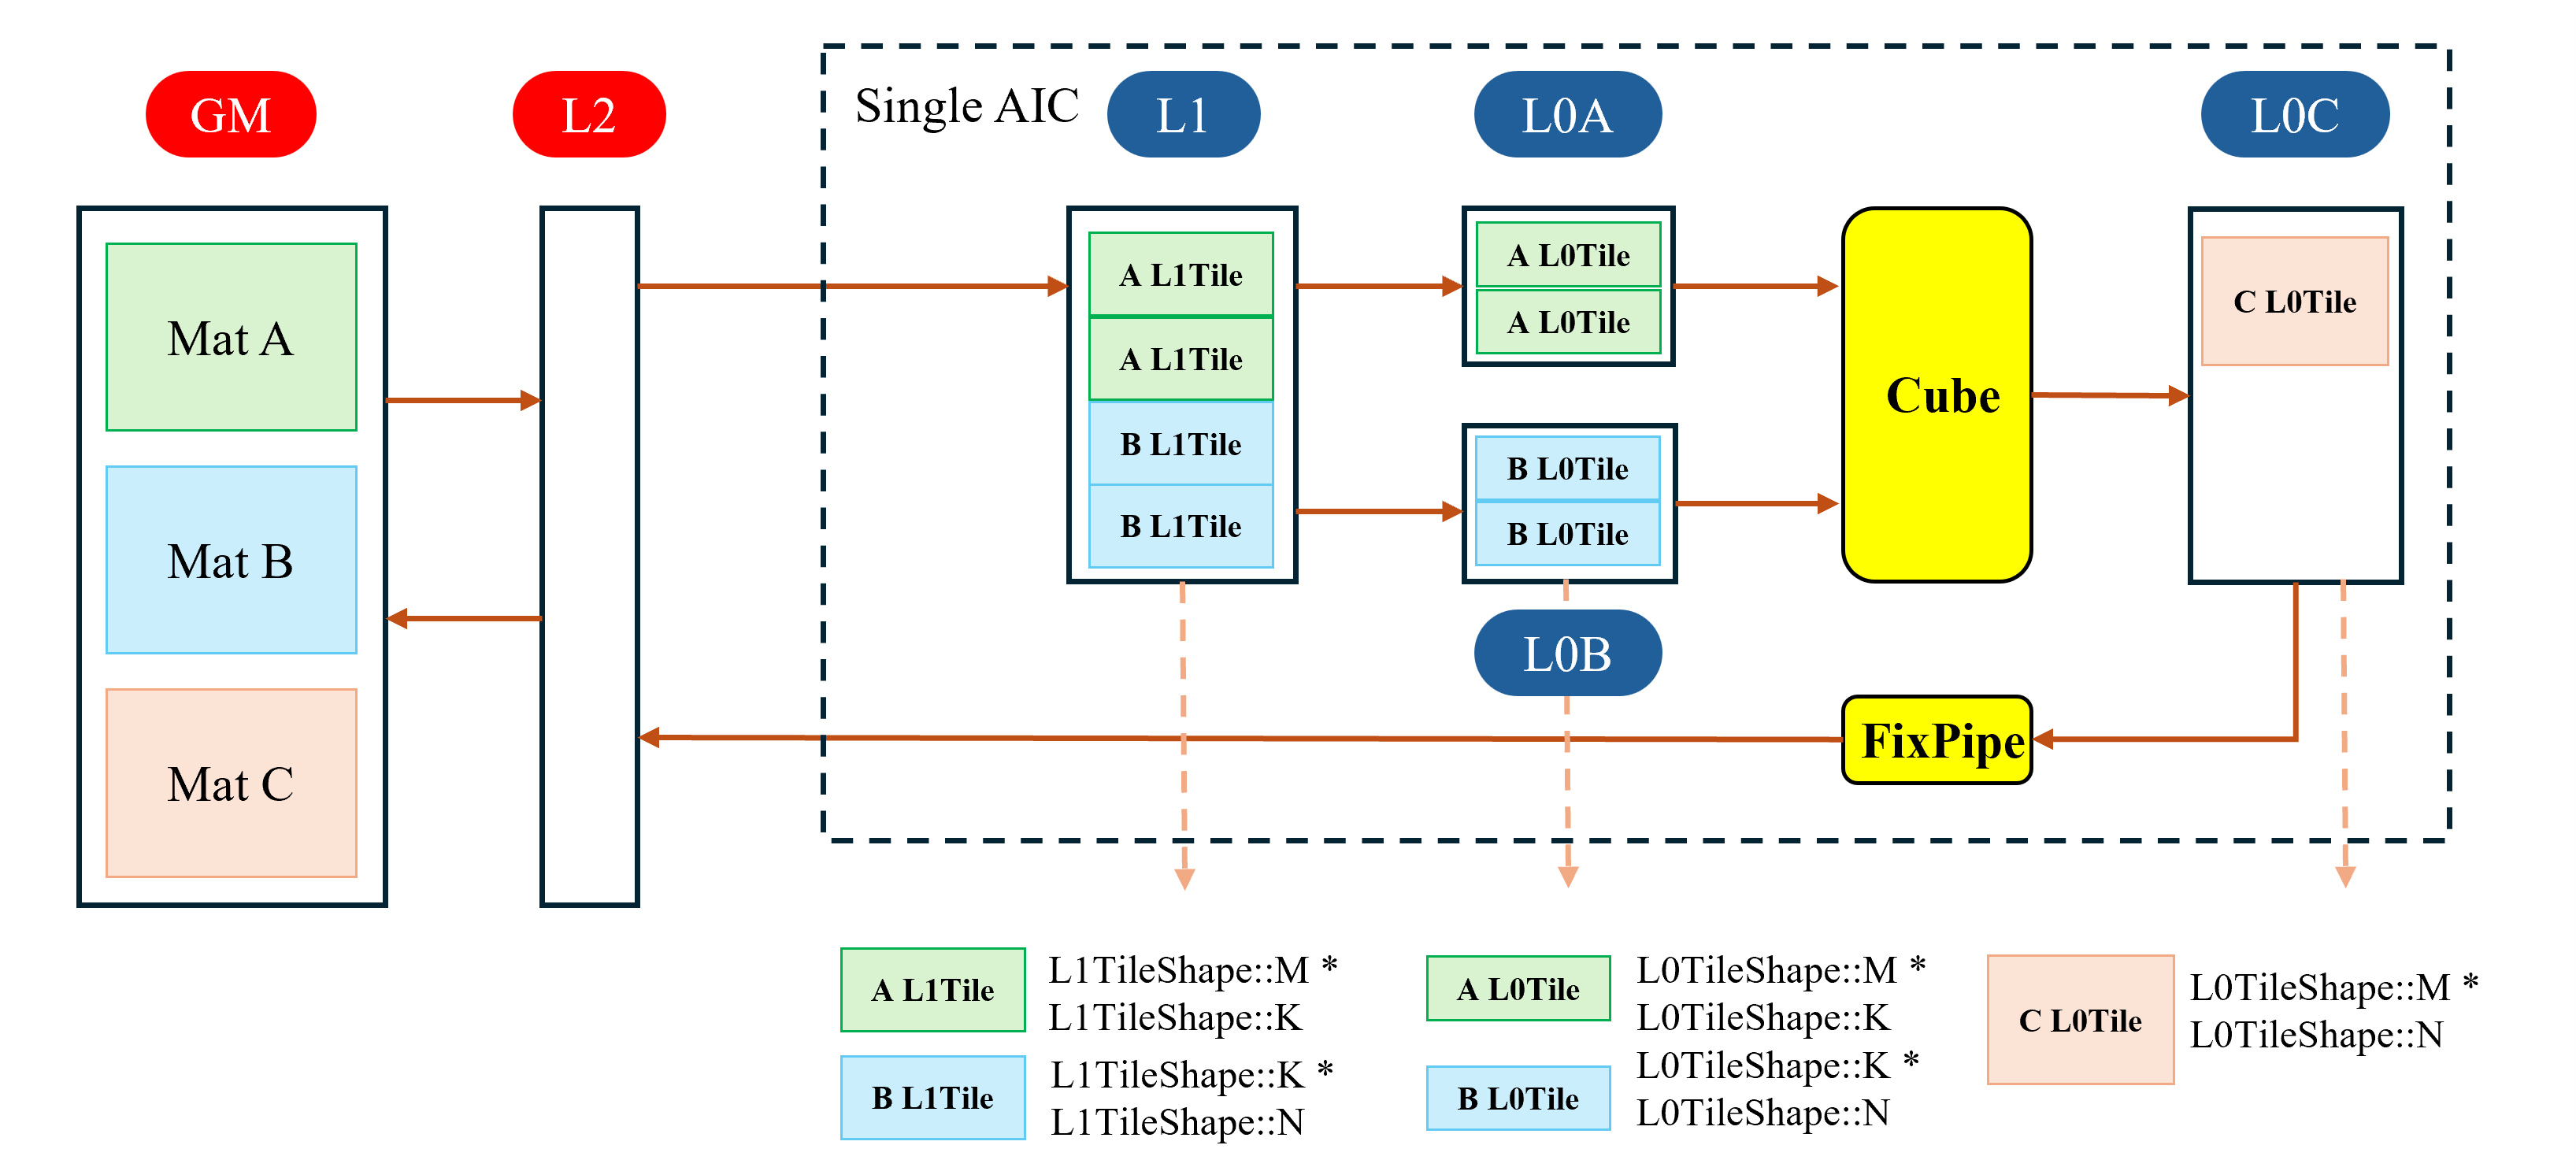 GM
L2
Single AIC
L1
L0A
L0C
Mat A
Mat B
Mat C
A L1Tile
A L1Tile
B L1Tile
B L1Tile
A L0Tile
A L0Tile
B L0Tile
B L0Tile
L0B
Cube
FixPipe
C L0Tile
A L1Tile
L1TileShape::M *
L1TileShape::K
B L1Tile
L1TileShape::K *
L1TileShape::N
A L0Tile
L0TileShape::M *
L0TileShape::K
B L0Tile
L0TileShape::K *
L0TileShape::N
C L0Tile
L0TileShape::M *
L0TileShape::N